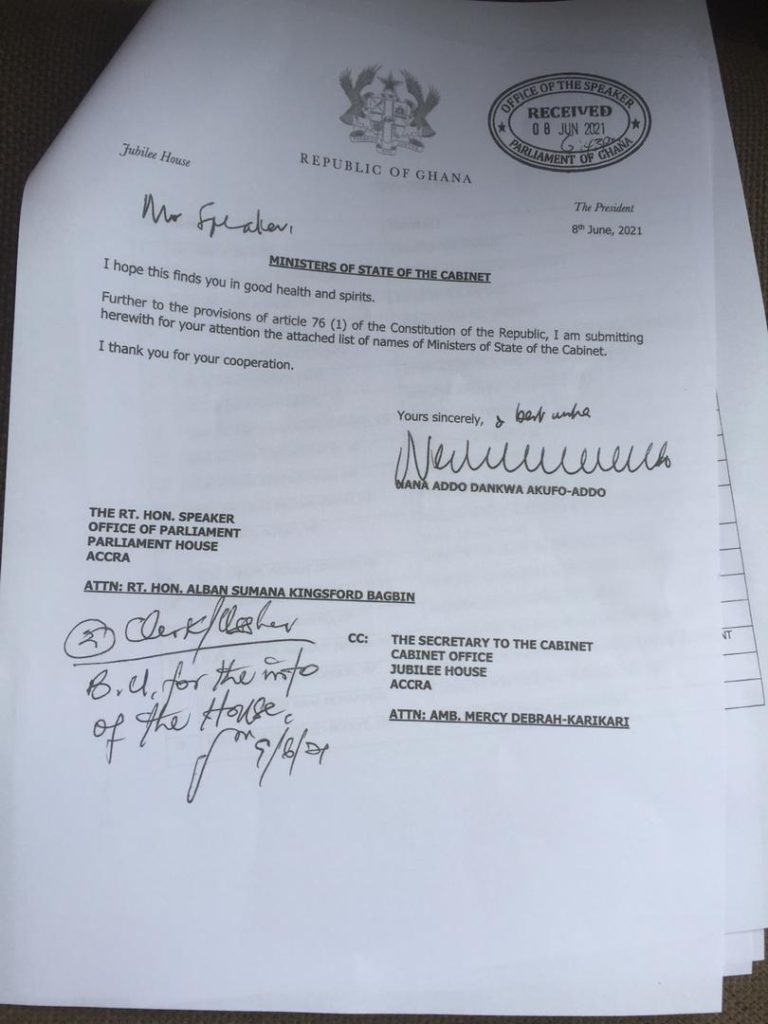 OFFICE OF THE SPEAKER
RECEIVED
08 JUN 2021
PARLIAMENT OF GHANA
Jubilee House
REPUBLIC OF GHANA
The President
8th June, 2021
Mr Speaker,
MINISTERS OF STATE OF THE CABINET
I hope this finds you in good health and spirits.
Further to the provisions of article 76 (1) of the Constitution of the Republic, I am submitting
herewith for your attention the attached list of names of Ministers of State of the Cabinet.
I thank you for your cooperation.
Yours sincerely, & best wishes
NANA ADDO DANKWA AKUFO-ADDO
THE RT. HON. SPEAKER
OFFICE OF PARLIAMENT
PARLIAMENT HOUSE
ACCRA
ATTN: RT. HON. ALBAN SUMANA KINGSFORD BAGBIN
Clerk/
B.U, for the info
of the House,
9/6/21
CC: THE SECRETARY TO THE CABINET
CABINET OFFICE
JUBILEE HOUSE
ACCRA
ATTN: AMB. MERCY DEBRAH-KARIKARI
NT